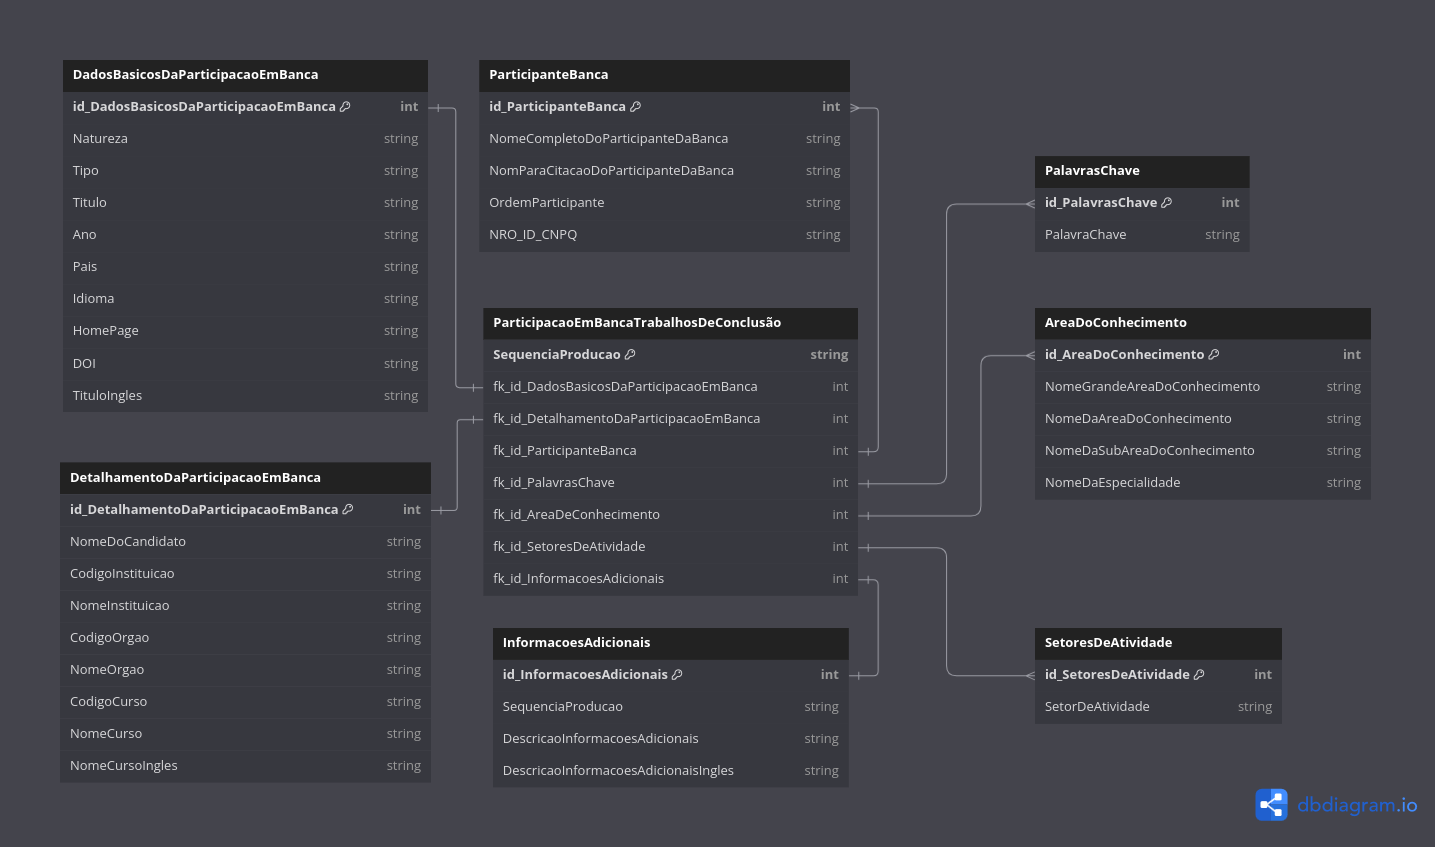 DadosBasicosDaParticipacaoEmBanca
id_DadosBasicosDaParticipacaoEmBanca int
Natureza string
Tipo string
Titulo string
Ano string
Pais string
Idioma string
HomePage string
DOI string
TituloIngles string
ParticipanteBanca
id_ParticipanteBanca int
NomeCompletoDoParticipanteDaBanca string
NomParaCitacaoDoParticipanteDaBanca string
OrdemParticipante string
NRO_ID_CNPQ string
PalavrasChave
id_PalavrasChave int
PalavraChave string
ParticipacaoEmBancaTrabalhosDeConclusão
SequenciaProducao string
fk_id_DadosBasicosDaParticipacaoEmBanca int
fk_id_DetalhamentoDaParticipacaoEmBanca int
fk_id_ParticipanteBanca int
fk_id_PalavrasChave int
fk_id_AreaDeConhecimento int
fk_id_SetoresDeAtividade int
fk_id_InformacoesAdicionais int
AreaDoConhecimento
id_AreaDoConhecimento int
NomeGrandeAreaDoConhecimento string
NomeDaAreaDoConhecimento string
NomeDaSubAreaDoConhecimento string
NomeDaEspecialidade string
DetalhamentoDaParticipacaoEmBanca
id_DetalhamentoDaParticipacaoEmBanca int
NomeDoCandidato string
CodigoInstituicao string
NomeInstituicao string
CodigoOrgao string
NomeOrgao string
CodigoCurso string
NomeCurso string
NomeCursoIngles string
InformacoesAdicionais
id_InformacoesAdicionais int
SequenciaProducao string
DescricaoInformacoesAdicionais string
DescricaoInformacoesAdicionaisIngles string
SetoresDeAtividade
id_SetoresDeAtividade int
SetorDeAtividade string
dbdiagram.io